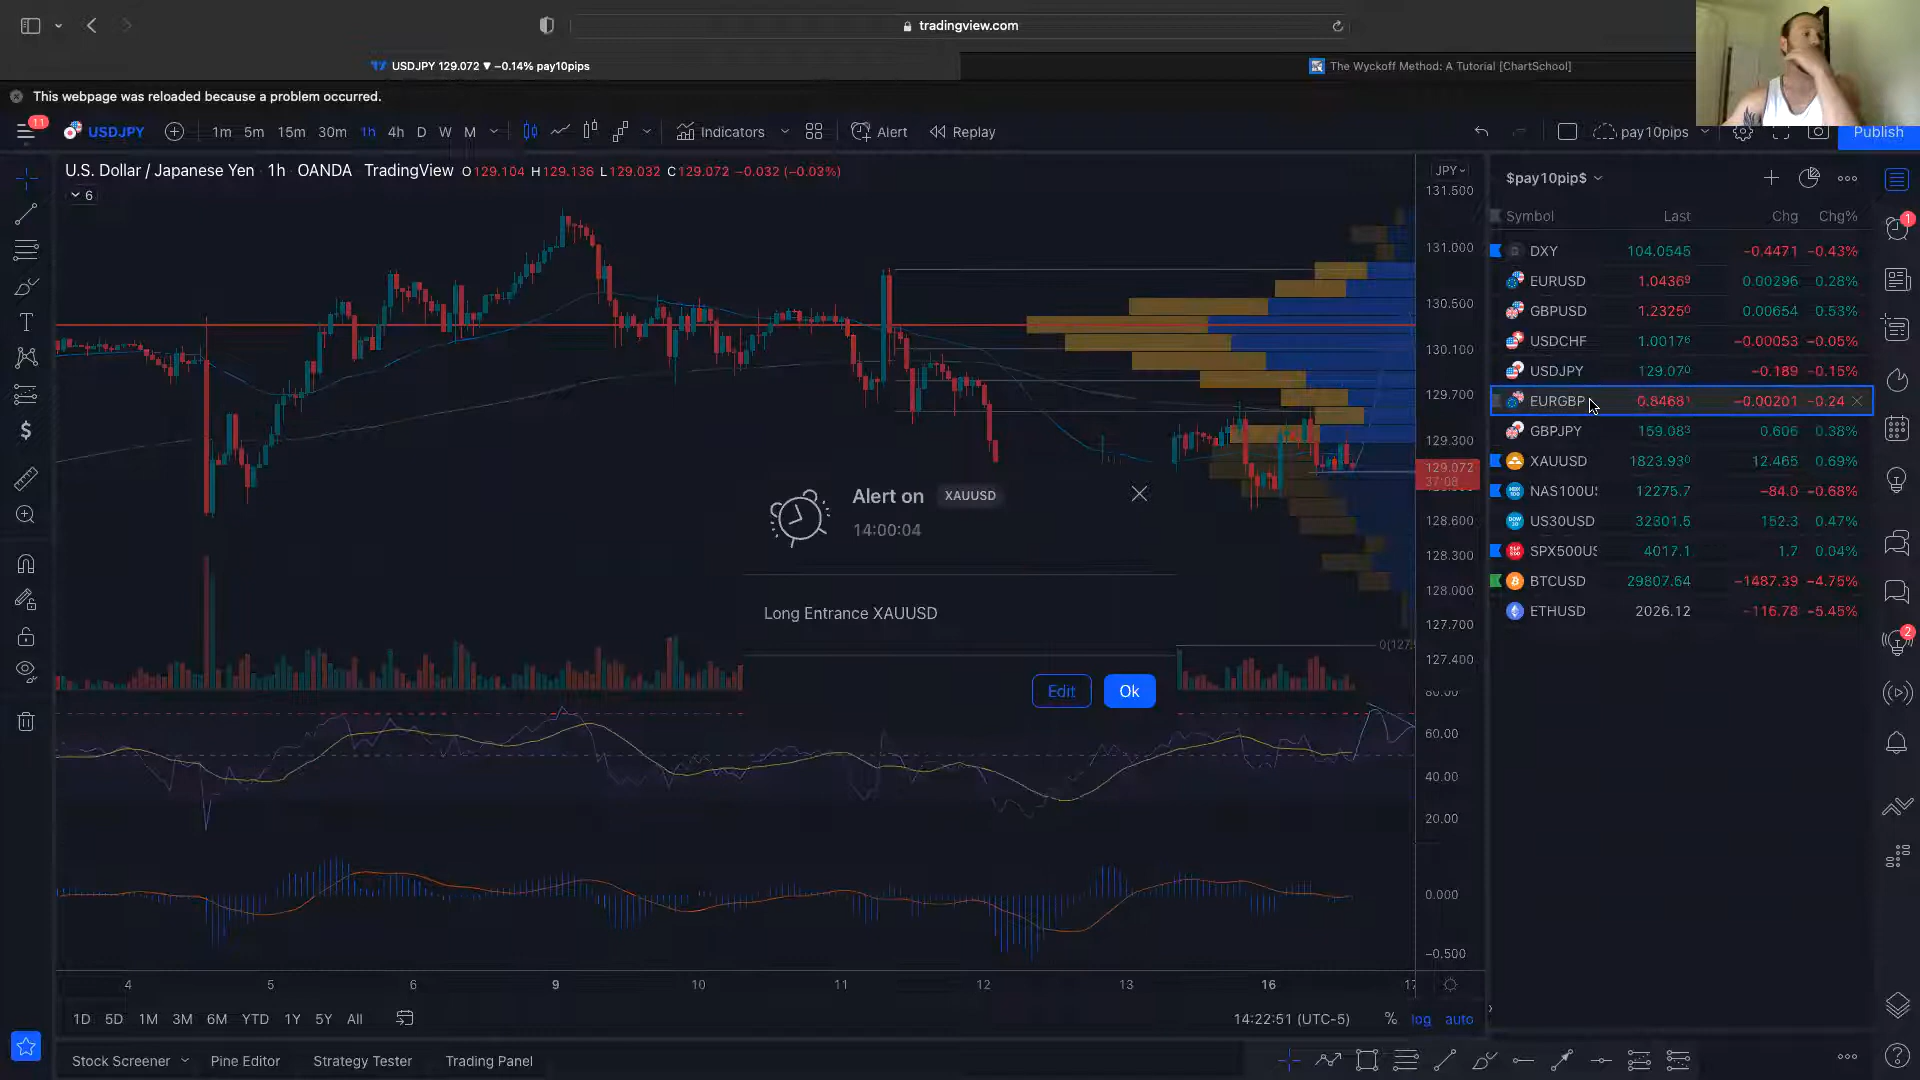 tradingview.com
USDJPY 129.072 ▼ −0.14% pay10pips
The Wyckoff Method: A Tutorial [ChartSchool]
This webpage was reloaded because a problem occurred.
11
USDJPY
1m 5m 15m 30m 1h 4h D W M
Indicators
Alert
Replay
pay10pips
Publish
U.S. Dollar / Japanese Yen 1h OANDA TradingView O129.104 H129.136 L129.032 C129.072 −0.032 (−0.03%)
6
JPY
131.500
131.000
130.500
130.100
129.700
129.300
129.072
37:08
128.600
128.300
128.000
127.700
127.400
80.00
60.00
40.00
20.00
0.000
−0.500
Alert on XAUUSD
14:00:04
Long Entrance XAUUSD
Edit Ok
4 5 6 9 10 11 12 13 16 17
1D 5D 1M 3M 6M YTD 1Y 5Y All
14:22:51 (UTC-5) % log auto
Stock Screener Pine Editor Strategy Tester Trading Panel
$pay10pip$
Symbol Last Chg Chg%
DXY 104.0545 −0.4471 −0.43%
EURUSD 1.04369 0.00296 0.28%
GBPUSD 1.23250 0.00654 0.53%
USDCHF 1.00176 −0.00053 −0.05%
USDJPY 129.070 −0.189 −0.15%
EURGBP 0.84681 −0.00201 −0.24
GBPJPY 159.083 0.606 0.38%
XAUUSD 1823.930 12.465 0.69%
NAS100U 12275.7 −84.0 −0.68%
US30USD 32301.5 152.3 0.47%
SPX500US 4017.1 1.7 0.04%
BTCUSD 29807.64 −1487.39 −4.75%
ETHUSD 2026.12 −116.78 −5.45%
1
2